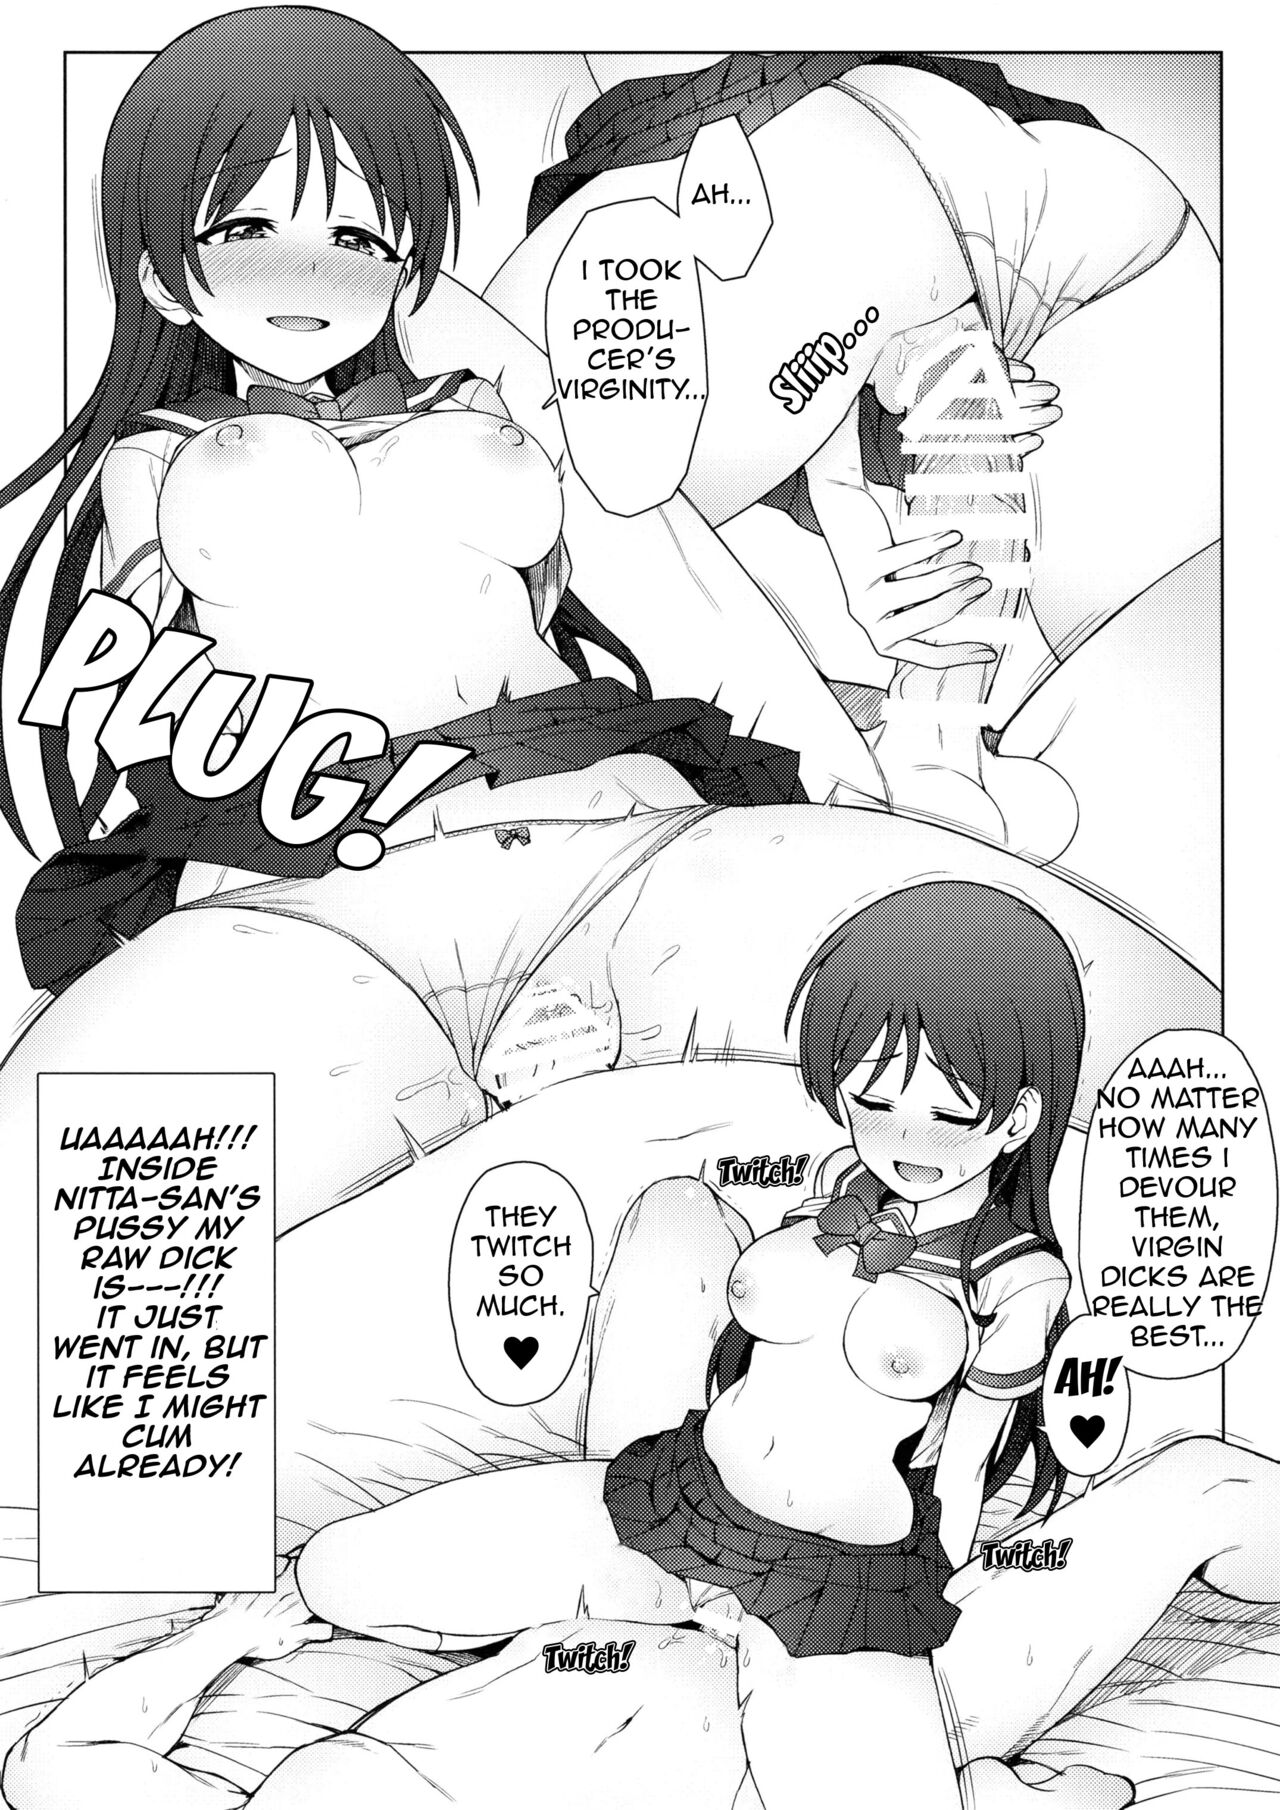 AH...
I TOOK
THE
PRODU-
CER'S
VIRGINITY...
Sliiip...
PLUG!
UAAAAAH!!!
INSIDE
NITTA-SAN'S
PUSSY MY
RAW DICK
IS---!!!
IT JUST
WENT IN, BUT
IT FEELS
LIKE I MIGHT
CUM
ALREADY!
AAAH...
NO MATTER
HOW MANY
TIMES I
DEVOUR
THEM,
VIRGIN
DICKS ARE
REALLY THE
BEST...
AH!
♥
Twitch!
THEY
TWITCH
SO
MUCH.
♥
Twitch!
Twitch!